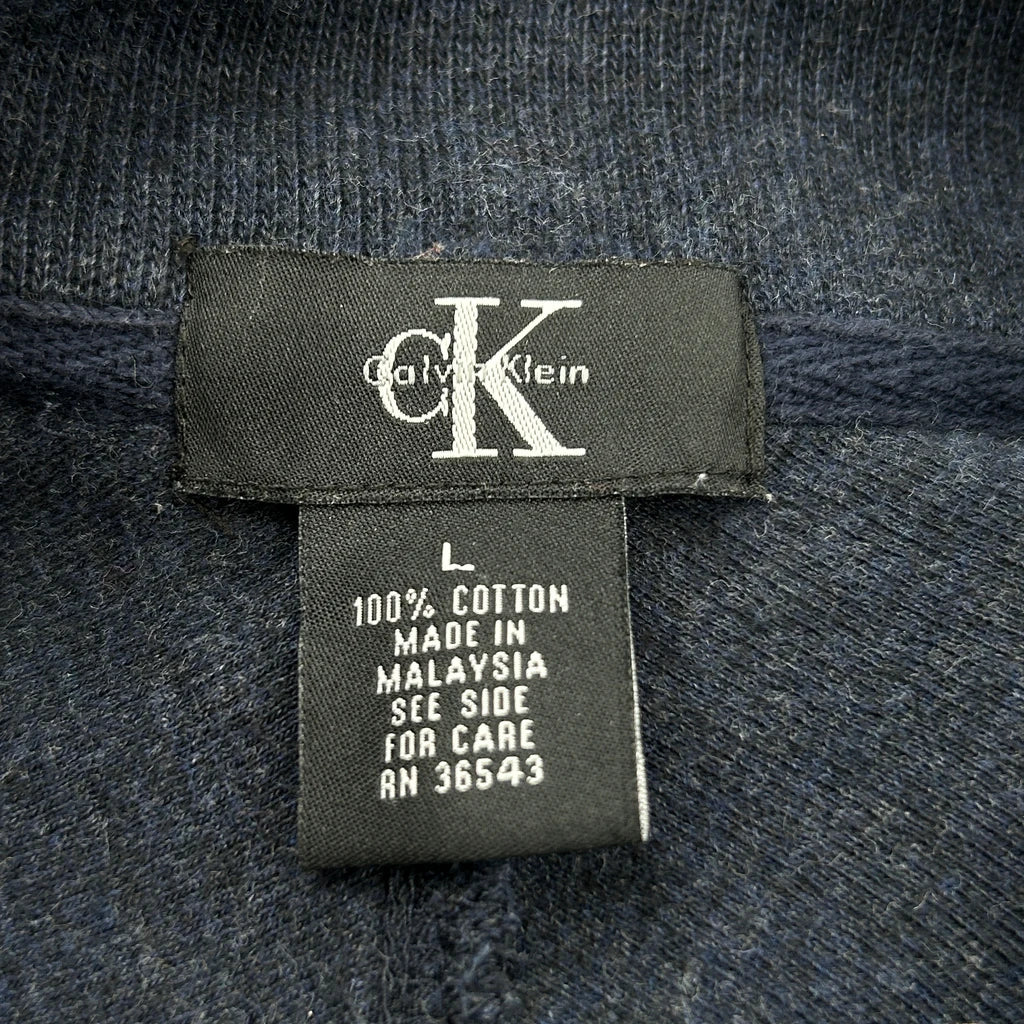 CK
Calvin Klein
L
100% COTTON
MADE IN
MALAYSIA
SEE SIDE
FOR CARE
RN 36543